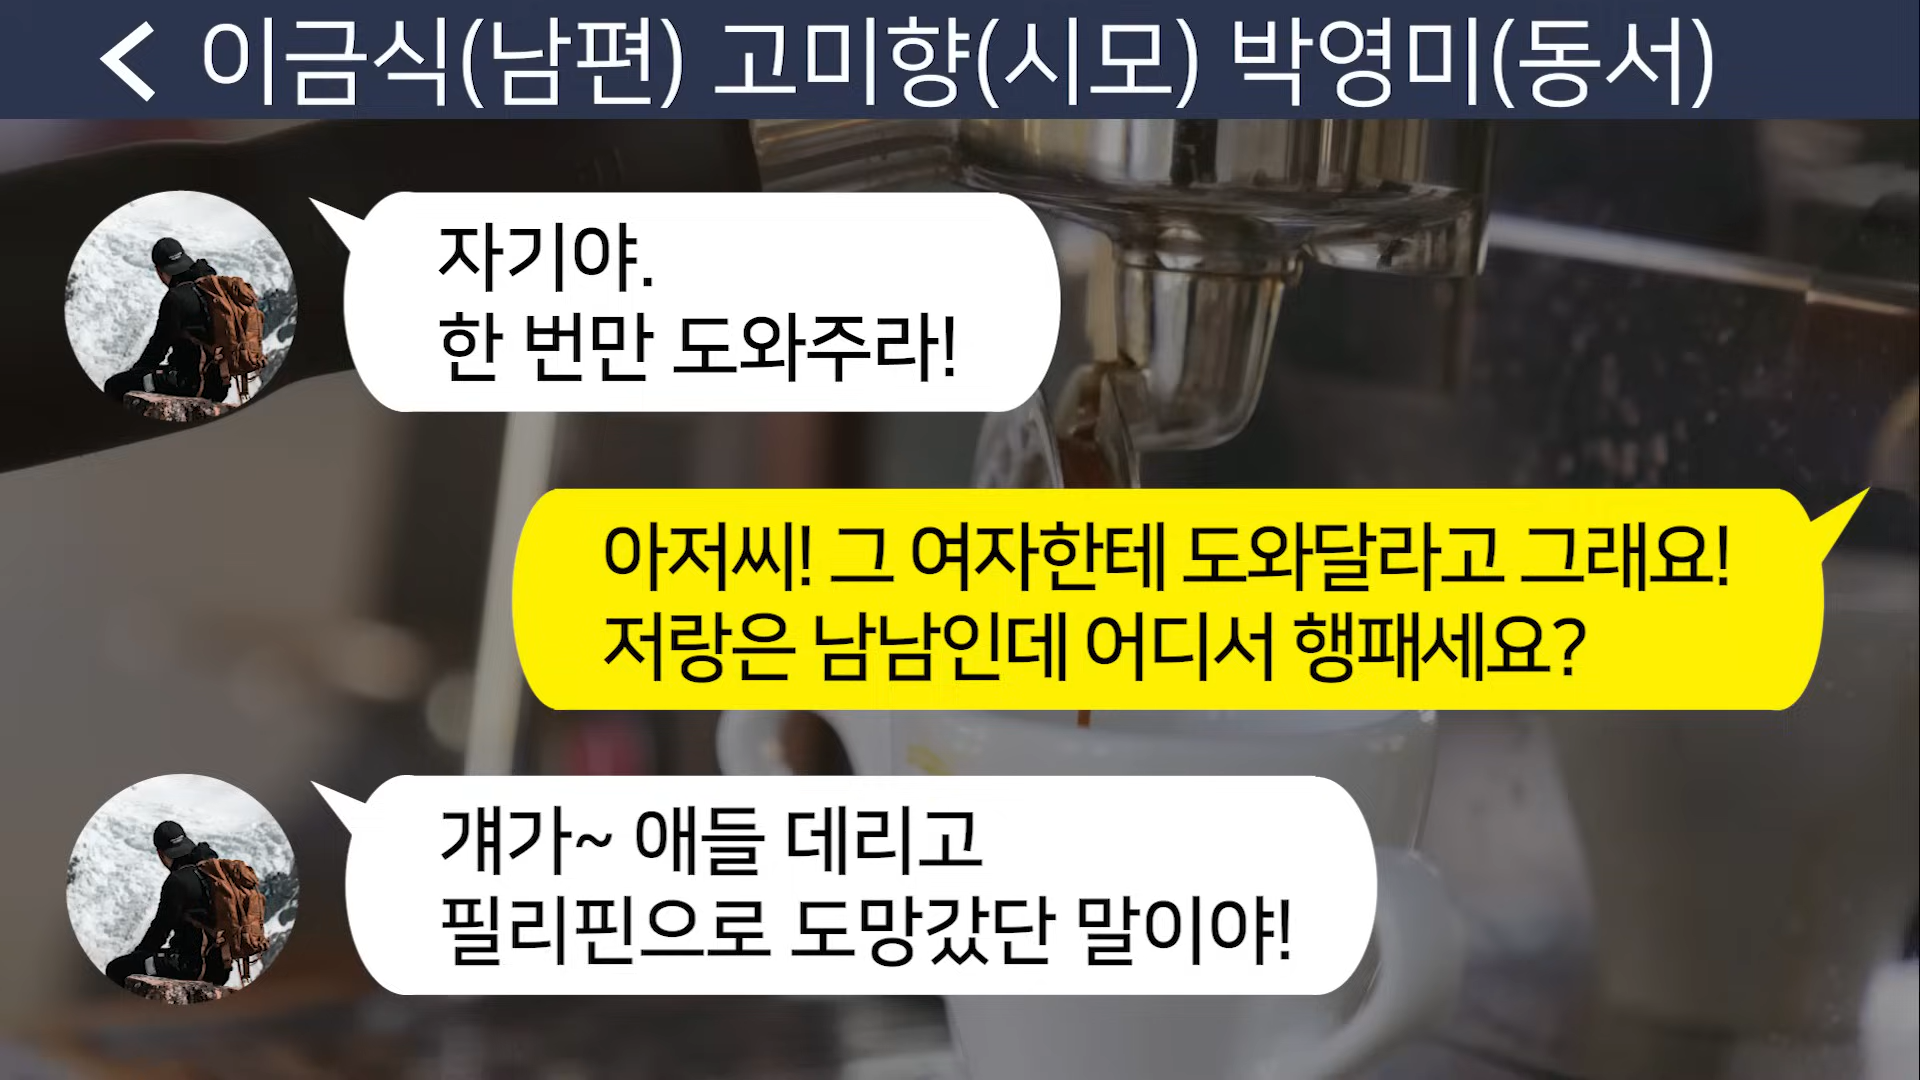 이금식(남편) 고미향(시모) 박영미(동서)
자기야.
한 번만 도와주라!
아저씨! 그 여자한테 도와달라고 그래요!
저랑은 남남인데 어디서 행패세요?
걔가~ 애들 데리고
필리핀으로 도망갔단 말이야!